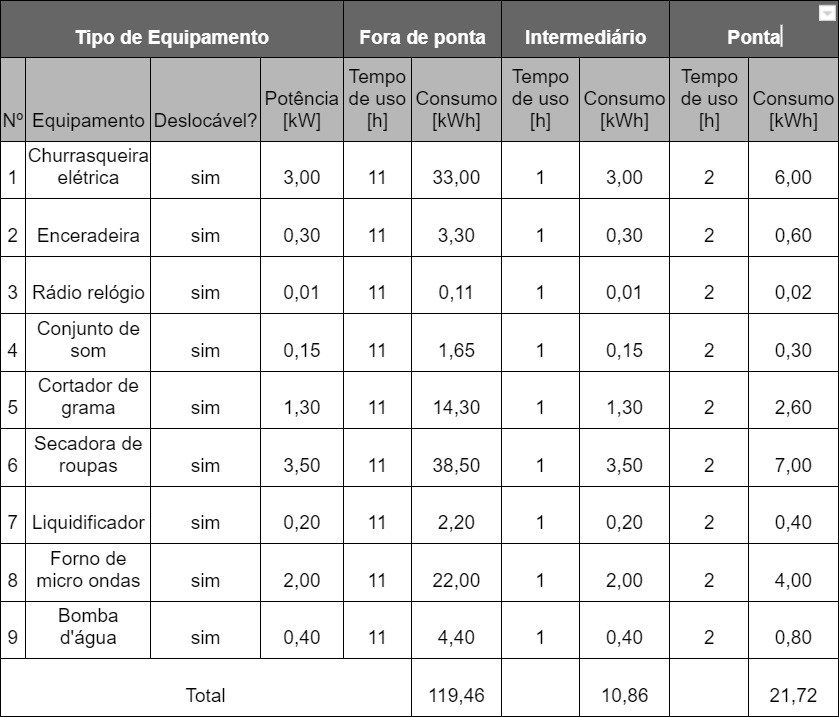 Tipo de Equipamento Fora de ponta Intermediário Ponta
Nº Equipamento Deslocável? Potência [kW] Tempo de uso [h] Consumo [kWh] Tempo de uso [h] Consumo [kWh] Tempo de uso [h] Consumo [kWh]
1 Churrasqueira elétrica sim 3,00 11 33,00 1 3,00 2 6,00
2 Enceradeira sim 0,30 11 3,30 1 0,30 2 0,60
3 Rádio relógio sim 0,01 11 0,11 1 0,01 2 0,02
4 Conjunto de som sim 0,15 11 1,65 1 0,15 2 0,30
5 Cortador de grama sim 1,30 11 14,30 1 1,30 2 2,60
6 Secadora de roupas sim 3,50 11 38,50 1 3,50 2 7,00
7 Liquidificador sim 0,20 11 2,20 1 0,20 2 0,40
8 Forno de micro ondas sim 2,00 11 22,00 1 2,00 2 4,00
9 Bomba d'água sim 0,40 11 4,40 1 0,40 2 0,80
Total 119,46 10,86 21,72